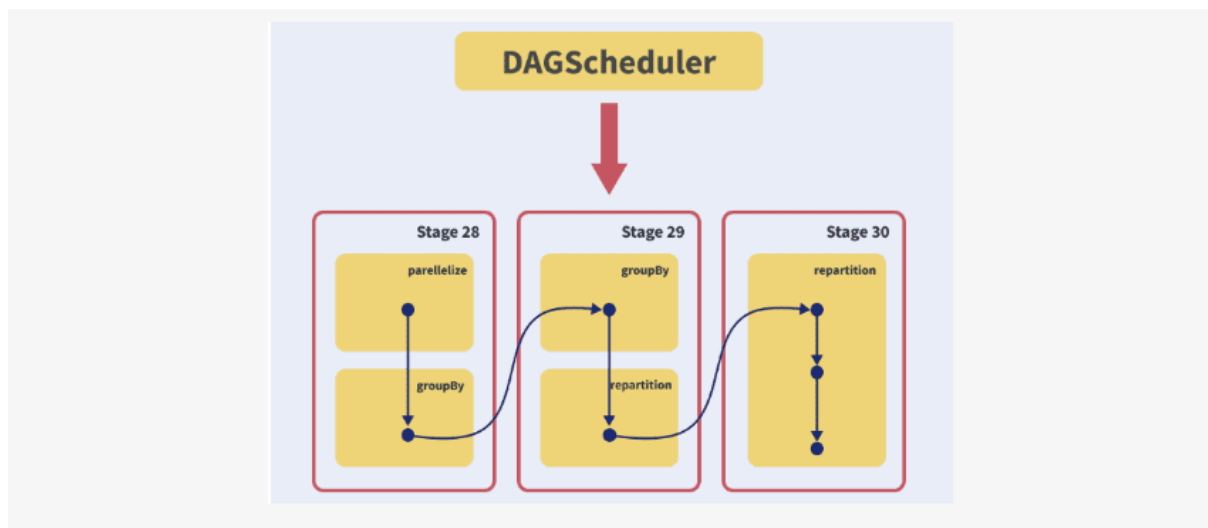 DAGScheduler
Stage 28
parellelize
groupBy
Stage 29
groupBy
repartition
Stage 30
repartition